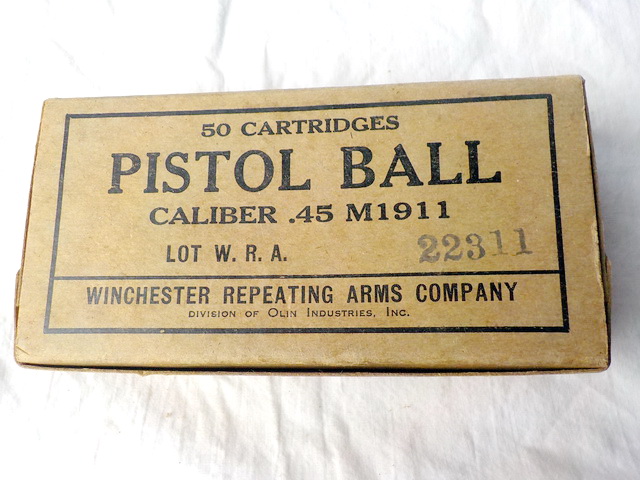 50 CARTRIDGES
PISTOL BALL
CALIBER .45 M1911
LOT W. R. A. 22311
WINCHESTER REPEATING ARMS COMPANY
DIVISION OF OLIN INDUSTRIES, INC.